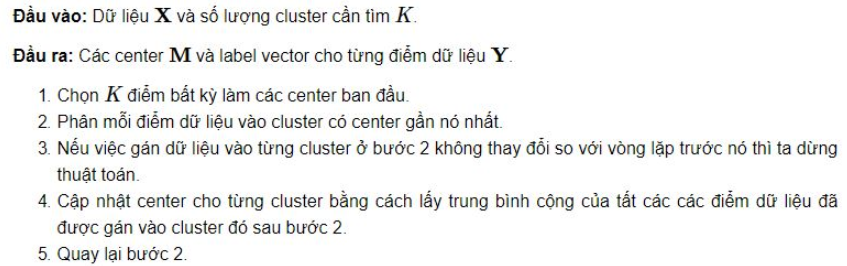 Đầu vào: Dữ liệu X và số lượng cluster cần tìm K.
Đầu ra: Các center M và label vector cho từng điểm dữ liệu Y.
1. Chọn K điểm bất kỳ làm các center ban đầu.
2. Phân mỗi điểm dữ liệu vào cluster có center gần nó nhất.
3. Nếu việc gán dữ liệu vào từng cluster ở bước 2 không thay đổi so với vòng lặp trước nó thì ta dừng
thuật toán.
4. Cập nhật center cho từng cluster bằng cách lấy trung bình cộng của tất các các điểm dữ liệu đã
được gán vào cluster đó sau bước 2.
5. Quay lại bước 2.